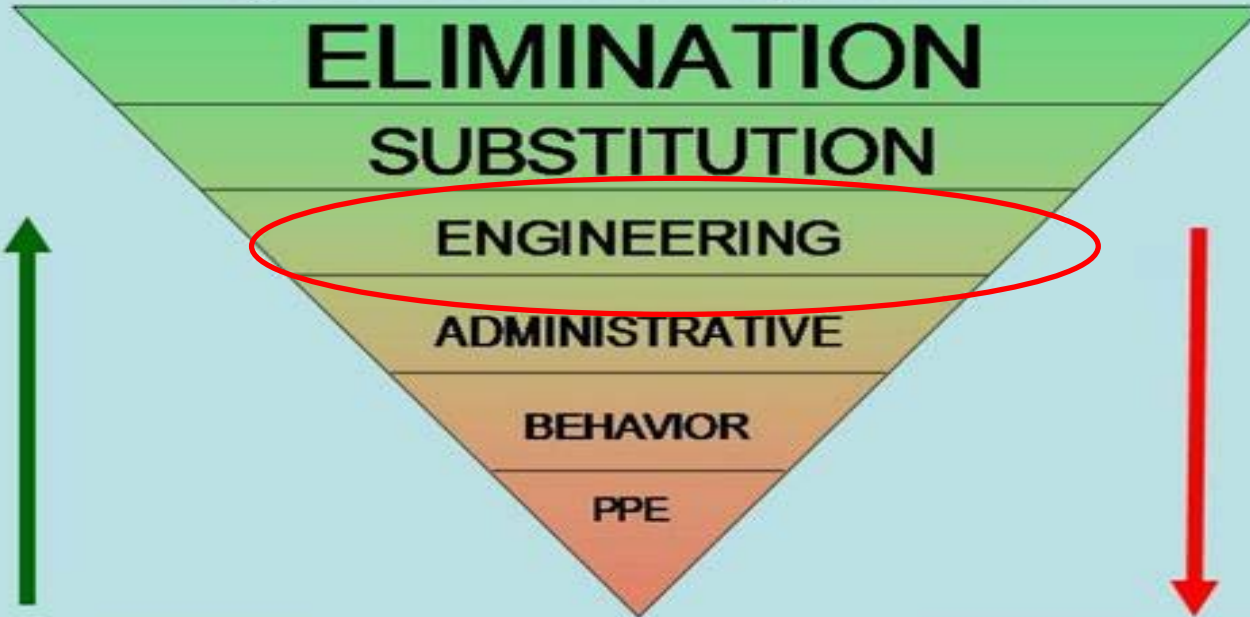 ELIMINATION
SUBSTITUTION
ENGINEERING
ADMINISTRATIVE
BEHAVIOR
PPE